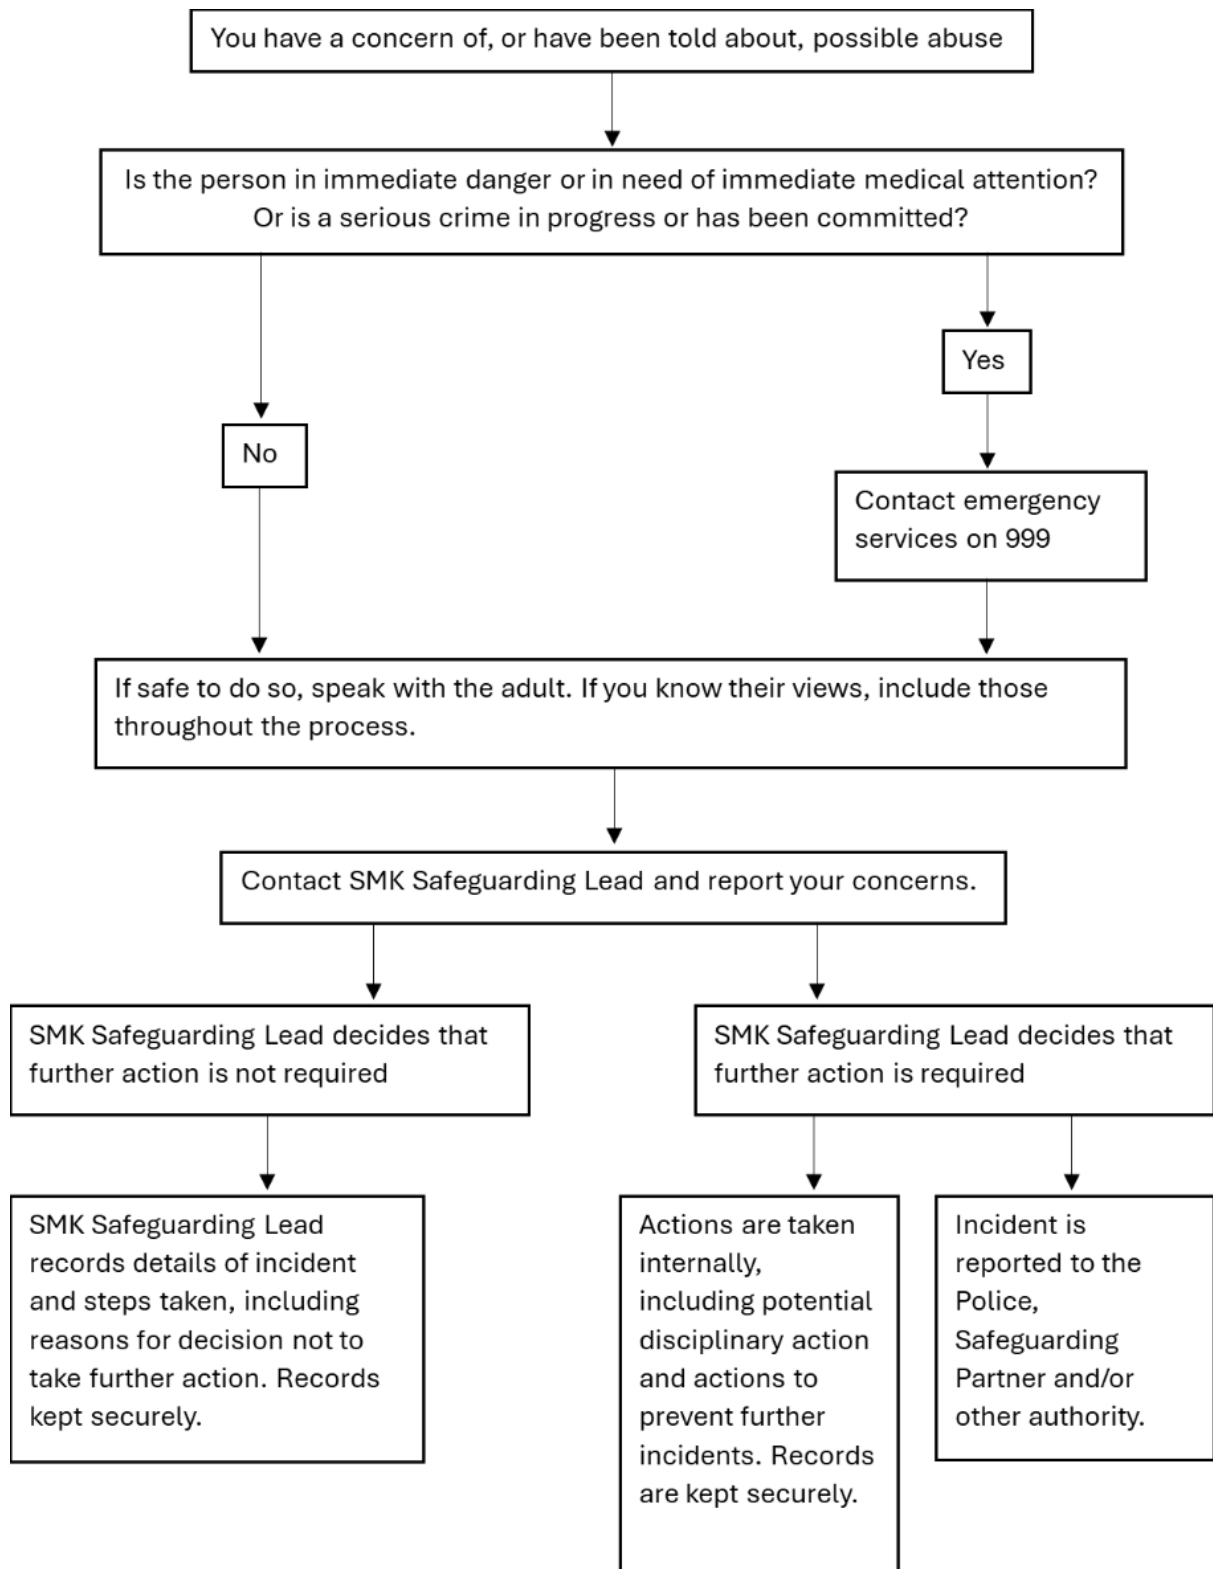 You have a concern of, or have been told about, possible abuse
Is the person in immediate danger or in need of immediate medical attention?
Or is a serious crime in progress or has been committed?
Yes
No
Contact emergency
services on 999
If safe to do so, speak with the adult. If you know their views, include those
throughout the process.
Contact SMK Safeguarding Lead and report your concerns.
SMK Safeguarding Lead decides that
further action is not required
SMK Safeguarding Lead decides that
further action is required
SMK Safeguarding Lead
records details of incident
and steps taken, including
reasons for decision not to
take further action. Records
kept securely.
Actions are taken
internally,
including potential
disciplinary action
and actions to
prevent further
incidents. Records
are kept securely.
Incident is
reported to the
Police,
Safeguarding
Partner and/or
other authority.